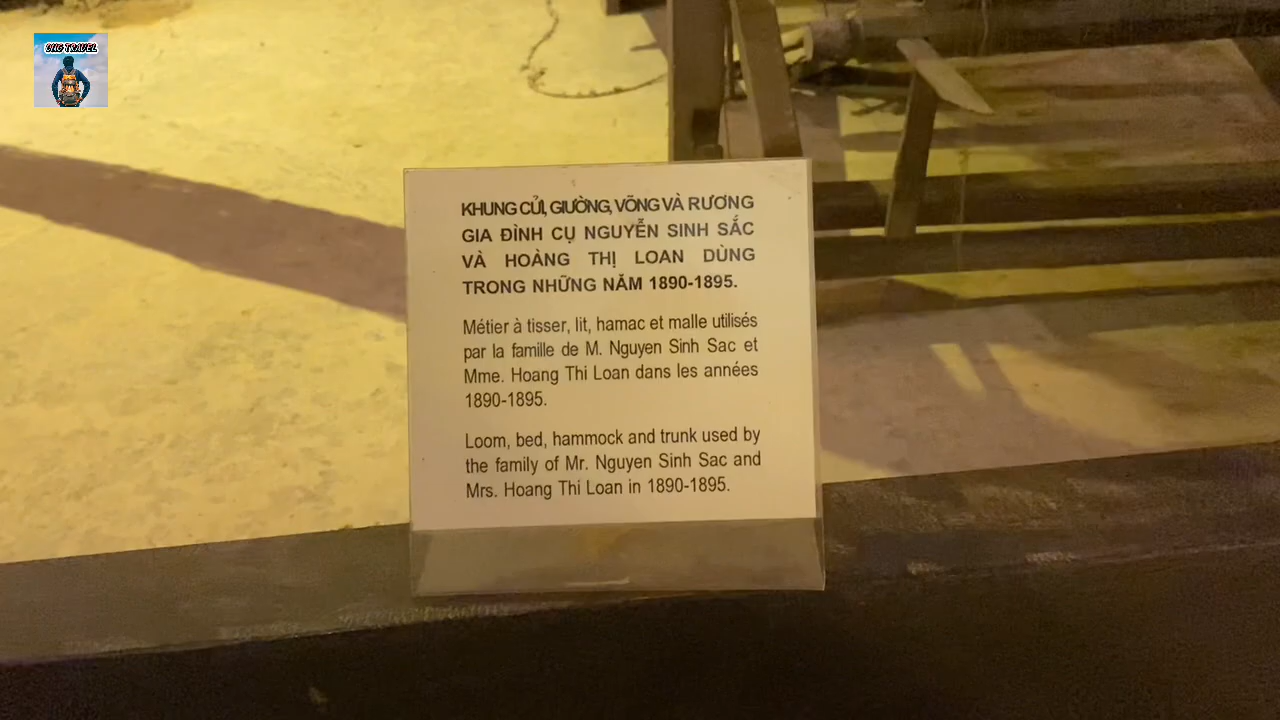 UNG TRAVEL
KHUNG CỬI, GIƯỜNG, VÕNG VÀ RƯƠNG
GIA ĐÌNH CỤ NGUYỄN SINH SẮC
VÀ HOÀNG THỊ LOAN DÙNG
TRONG NHỮNG NĂM 1890-1895.
Métier à tisser, lit, hamac et malle utilisés
par la famille de M. Nguyen Sinh Sac et
Mme. Hoang Thi Loan dans les années
1890-1895.
Loom, bed, hammock and trunk used by
the family of Mr. Nguyen Sinh Sac and
Mrs. Hoang Thi Loan in 1890-1895.